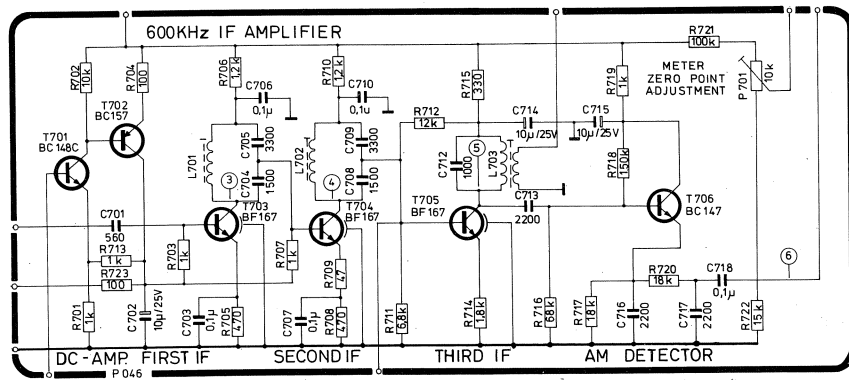 600KHz IF AMPLIFIER
R702
10k
R704
100
T702
BC157
T701
BC148C
C701
560
R713
1k
R723
100
R701
1k
C702
10µ/25V
R703
1k
R706
1,2k
C706
0,1µ
L701
C705
3300
C704
1500
3
T703
BF167
C703
0,1µ
R705
470
R707
1k
R710
1,2k
C710
0,1µ
L702
C709
3300
C708
1500
4
T704
BF167
R709
47
C707
0,1µ
R708
470
R712
12k
R711
6,8k
R715
330
C714
10µ/25V
C712
1000
5
L703
T705
BF167
C713
2200
R714
1,8k
R716
68k
C715
10µ/25V
R719
1k
R718
150k
T706
BC147
R717
18k
C716
2200
R720
18k
C717
2200
C718
0,1µ
R721
100k
METER
ZERO POINT
ADJUSTMENT
P701
10k
6
R722
15k
DC-AMP. FIRST IF
SECOND IF
THIRD IF
AM DETECTOR
P046